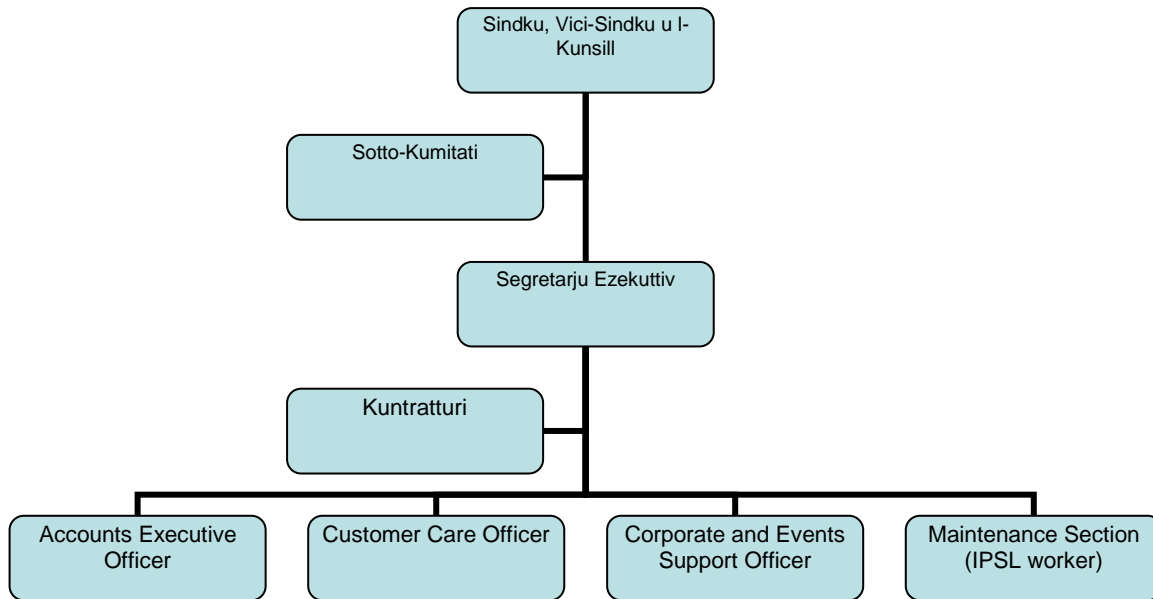 Sindku, Vici-Sindku u l-
Kunsill
Sotto-Kumitati
Segretarju Ezekuttiv
Kuntratturi
Accounts Executive
Officer
Customer Care Officer
Corporate and Events
Support Officer
Maintenance Section
(IPSL worker)